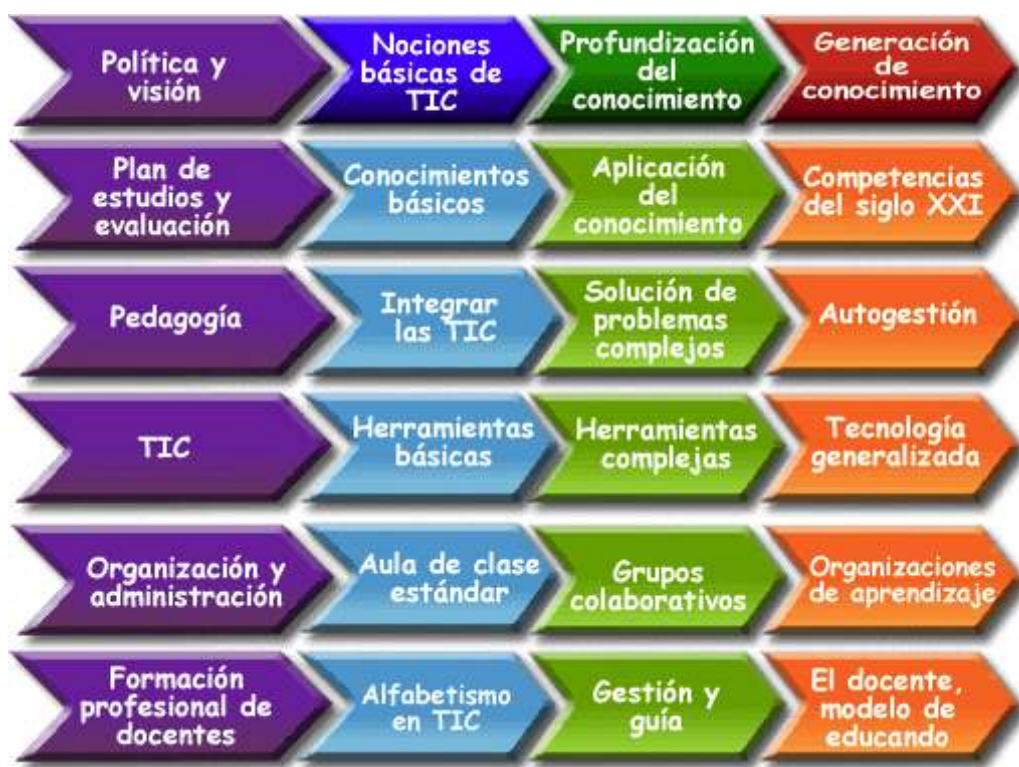 Política y
visión
Nociones
básicas de
TIC
Profundización
del
conocimiento
Generación
de
conocimiento
Plan de
estudios y
evaluación
Conocimientos
básicos
Aplicación
del
conocimiento
Competencias
del siglo XXI
Pedagogía
Integrar
las TIC
Solución de
problemas
complejos
Autogestión
TIC
Herramientas
básicas
Herramientas
complejas
Tecnología
generalizada
Organización y
administración
Aula de clase
estándar
Grupos
colaborativos
Organizaciones
de aprendizaje
Formación
profesional de
docentes
Alfabetismo
en TIC
Gestión y
guía
El docente,
modelo de
educando